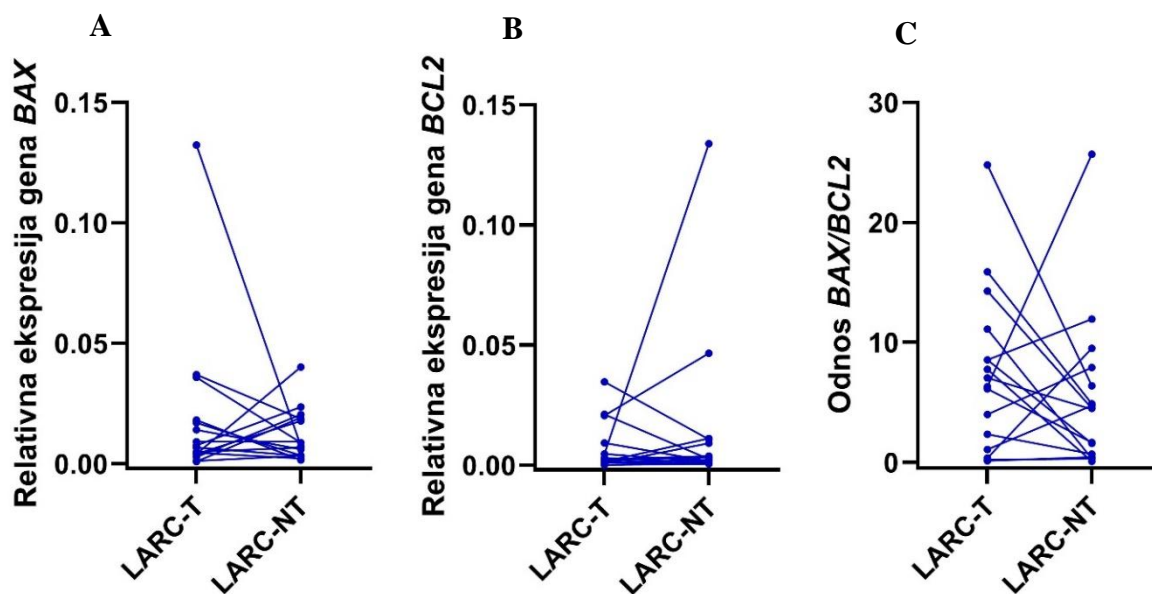 A
Relativna ekspresija gena BAX
0.15
0.10
0.05
0.00
LARC-T
LARC-NT
B
Relativna ekspresija gena BCL2
0.15
0.10
0.05
0.00
LARC-T
LARC-NT
C
Odnos BAX/BCL2
30
20
10
0
LARC-T
LARC-NT